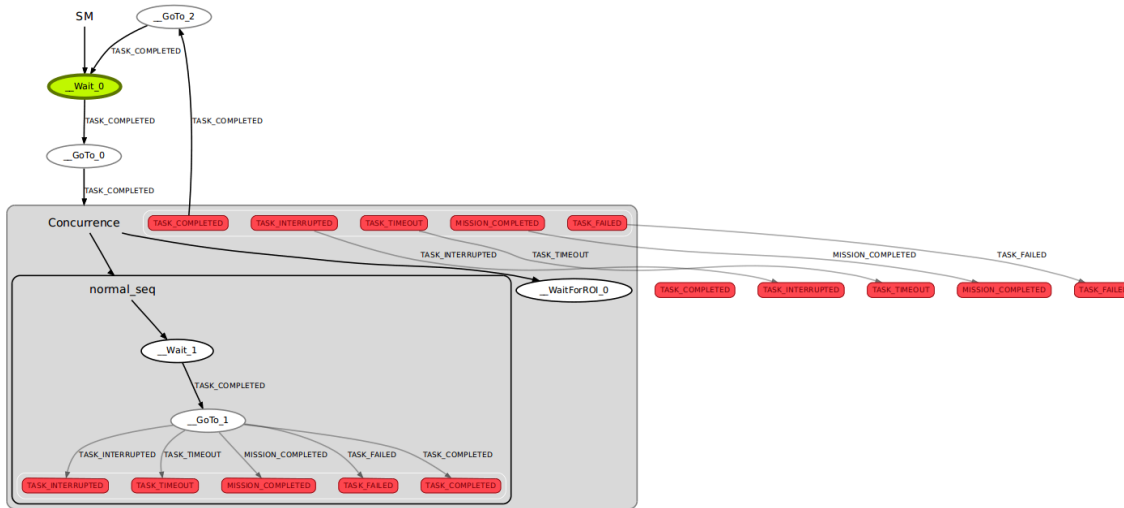 SM
__GoTo_2
TASK_COMPLETED
__Wait_0
TASK_COMPLETED
TASK_COMPLETED
__GoTo_0
TASK_COMPLETED
Concurrence
TASK_COMPLETED
TASK_INTERRUPTED
TASK_TIMEOUT
MISSION_COMPLETED
TASK_FAILED
TASK_INTERRUPTED
TASK_TIMEOUT
MISSION_COMPLETED
TASK_FAILED
normal_seq
__WaitForROI_0
TASK_COMPLETED
TASK_INTERRUPTED
TASK_TIMEOUT
MISSION_COMPLETED
TASK_FAILED
__Wait_1
TASK_COMPLETED
__GoTo_1
TASK_INTERRUPTED
TASK_TIMEOUT
MISSION_COMPLETED
TASK_FAILED
TASK_COMPLETED
TASK_INTERRUPTED
TASK_TIMEOUT
MISSION_COMPLETED
TASK_FAILED
TASK_COMPLETED